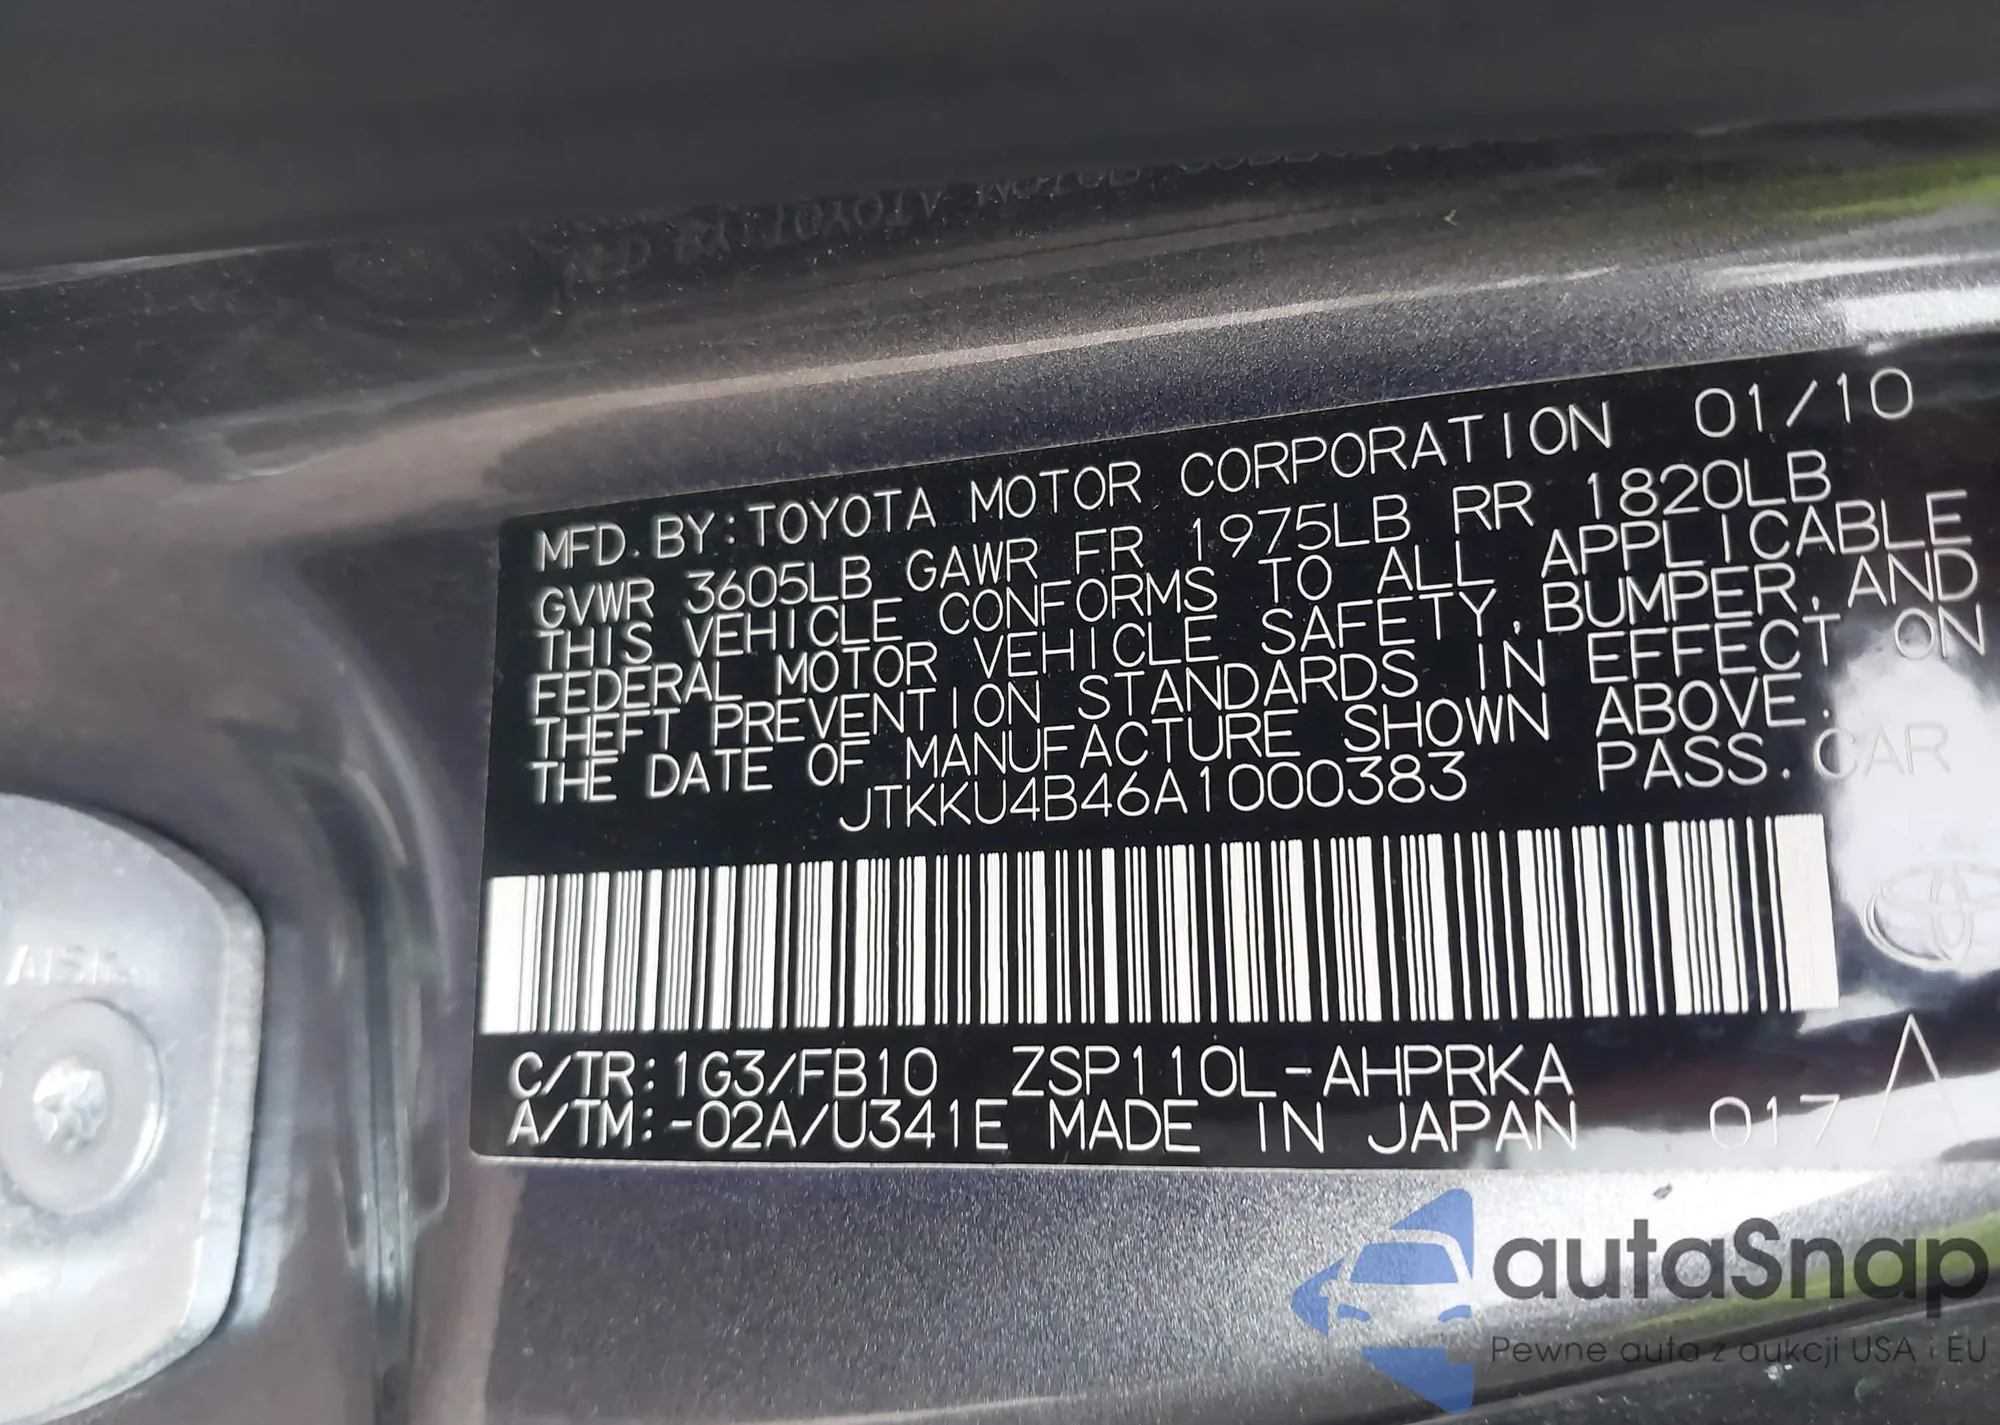 MFD. BY: TOYOTA MOTOR CORPORATION 01/10
GVWR 3605LB GAWR FR 1975LB RR 1820LB
THIS VEHICLE CONFORMS TO ALL APPLICABLE
FEDERAL MOTOR VEHICLE SAFETY, BUMPER, AND
THEFT PREVENTION STANDARDS IN EFFECT ON
THE DATE OF MANUFACTURE SHOWN ABOVE.
JTKKU4B46A1000383 PASS. CAR
C/TR: 1G3/FB10 ZSP110L-AHPRKA
A/TM: -02A/U341E MADE IN JAPAN 017
autaSnap
Pewne auta z aukcji USA i EU